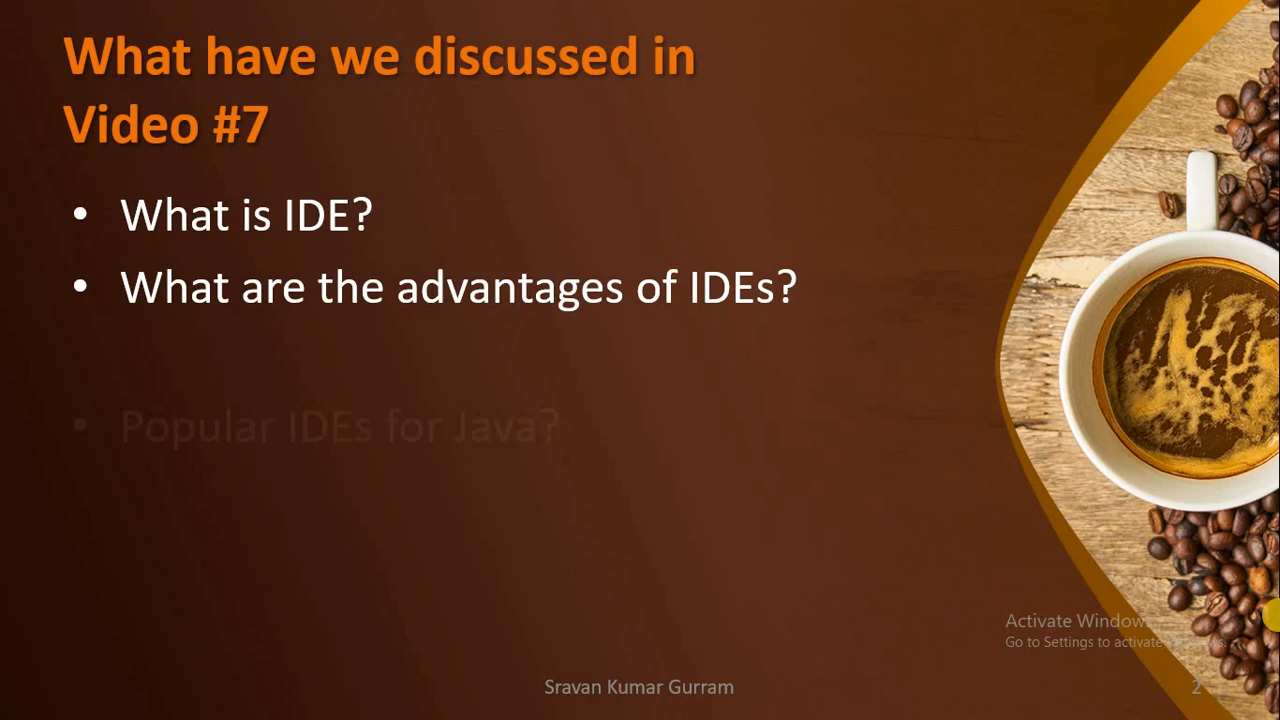 What have we discussed in
Video #7
• What is IDE?
• What are the advantages of IDEs?
• Popular IDEs for Java?
Activate Windows
Go to Settings to activate
Sravan Kumar Gurram
2